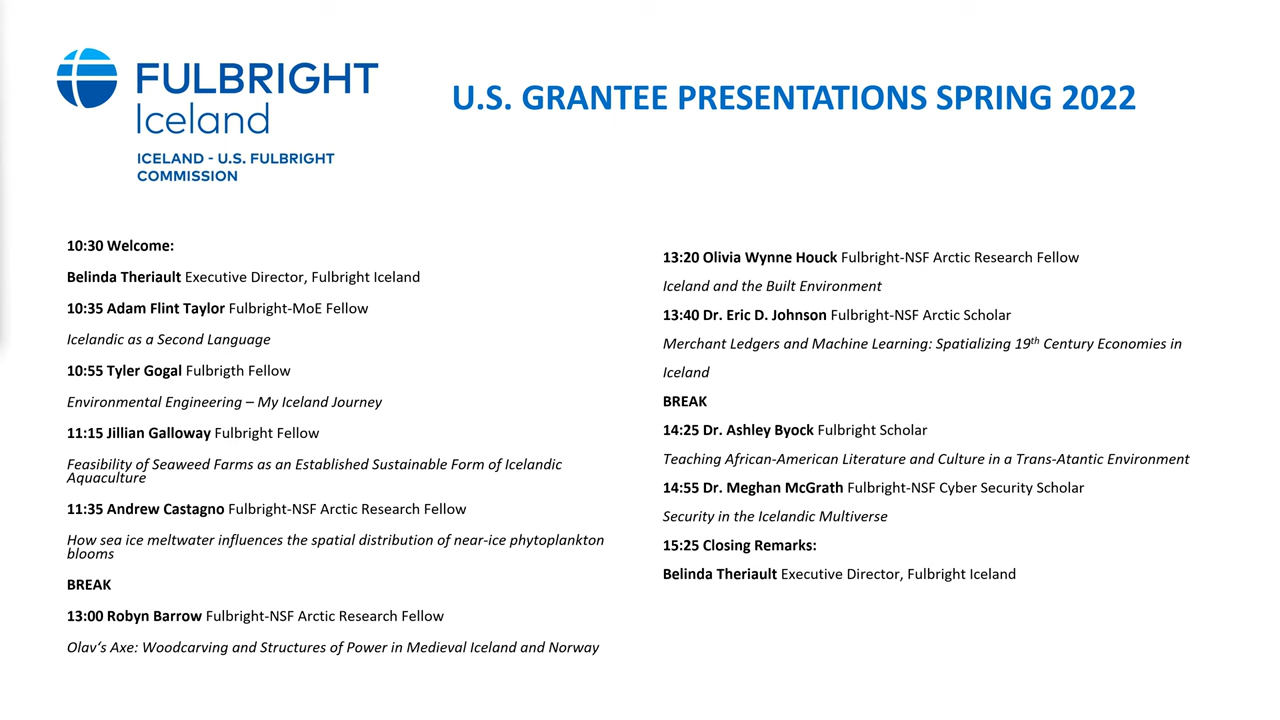 FULBRIGHT
Iceland
ICELAND - U.S. FULBRIGHT
COMMISSION
U.S. GRANTEE PRESENTATIONS SPRING 2022
10:30 Welcome:
Belinda Theriault Executive Director, Fulbright Iceland
10:35 Adam Flint Taylor Fulbright-MoE Fellow
Icelandic as a Second Language
10:55 Tyler Gogal Fulbrigth Fellow
Environmental Engineering – My Iceland Journey
11:15 Jillian Galloway Fulbright Fellow
Feasibility of Seaweed Farms as an Established Sustainable Form of Icelandic
Aquaculture
11:35 Andrew Castagno Fulbright-NSF Arctic Research Fellow
How sea ice meltwater influences the spatial distribution of near-ice phytoplankton
blooms
BREAK
13:00 Robyn Barrow Fulbright-NSF Arctic Research Fellow
Olav's Axe: Woodcarving and Structures of Power in Medieval Iceland and Norway
13:20 Olivia Wynne Houck Fulbright-NSF Arctic Research Fellow
Iceland and the Built Environment
13:40 Dr. Eric D. Johnson Fulbright-NSF Arctic Scholar
Merchant Ledgers and Machine Learning: Spatializing 19th Century Economies in
Iceland
BREAK
14:25 Dr. Ashley Byock Fulbright Scholar
Teaching African-American Literature and Culture in a Trans-Atantic Environment
14:55 Dr. Meghan McGrath Fulbright-NSF Cyber Security Scholar
Security in the Icelandic Multiverse
15:25 Closing Remarks:
Belinda Theriault Executive Director, Fulbright Iceland